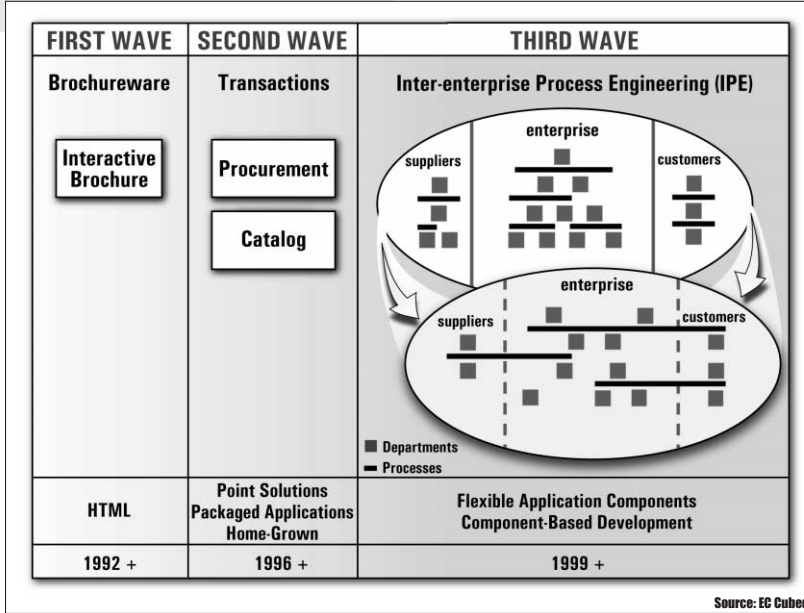 FIRST WAVE
SECOND WAVE
THIRD WAVE
Brochureware
Transactions
Inter-enterprise Process Engineering (IPE)
Interactive
Brochure
Procurement
Catalog
suppliers
enterprise
customers
suppliers
enterprise
customers
Departments
Processes
HTML
Point Solutions
Packaged Applications
Home-Grown
Flexible Application Components
Component-Based Development
1992 +
1996 +
1999 +
Source: EC Cubed